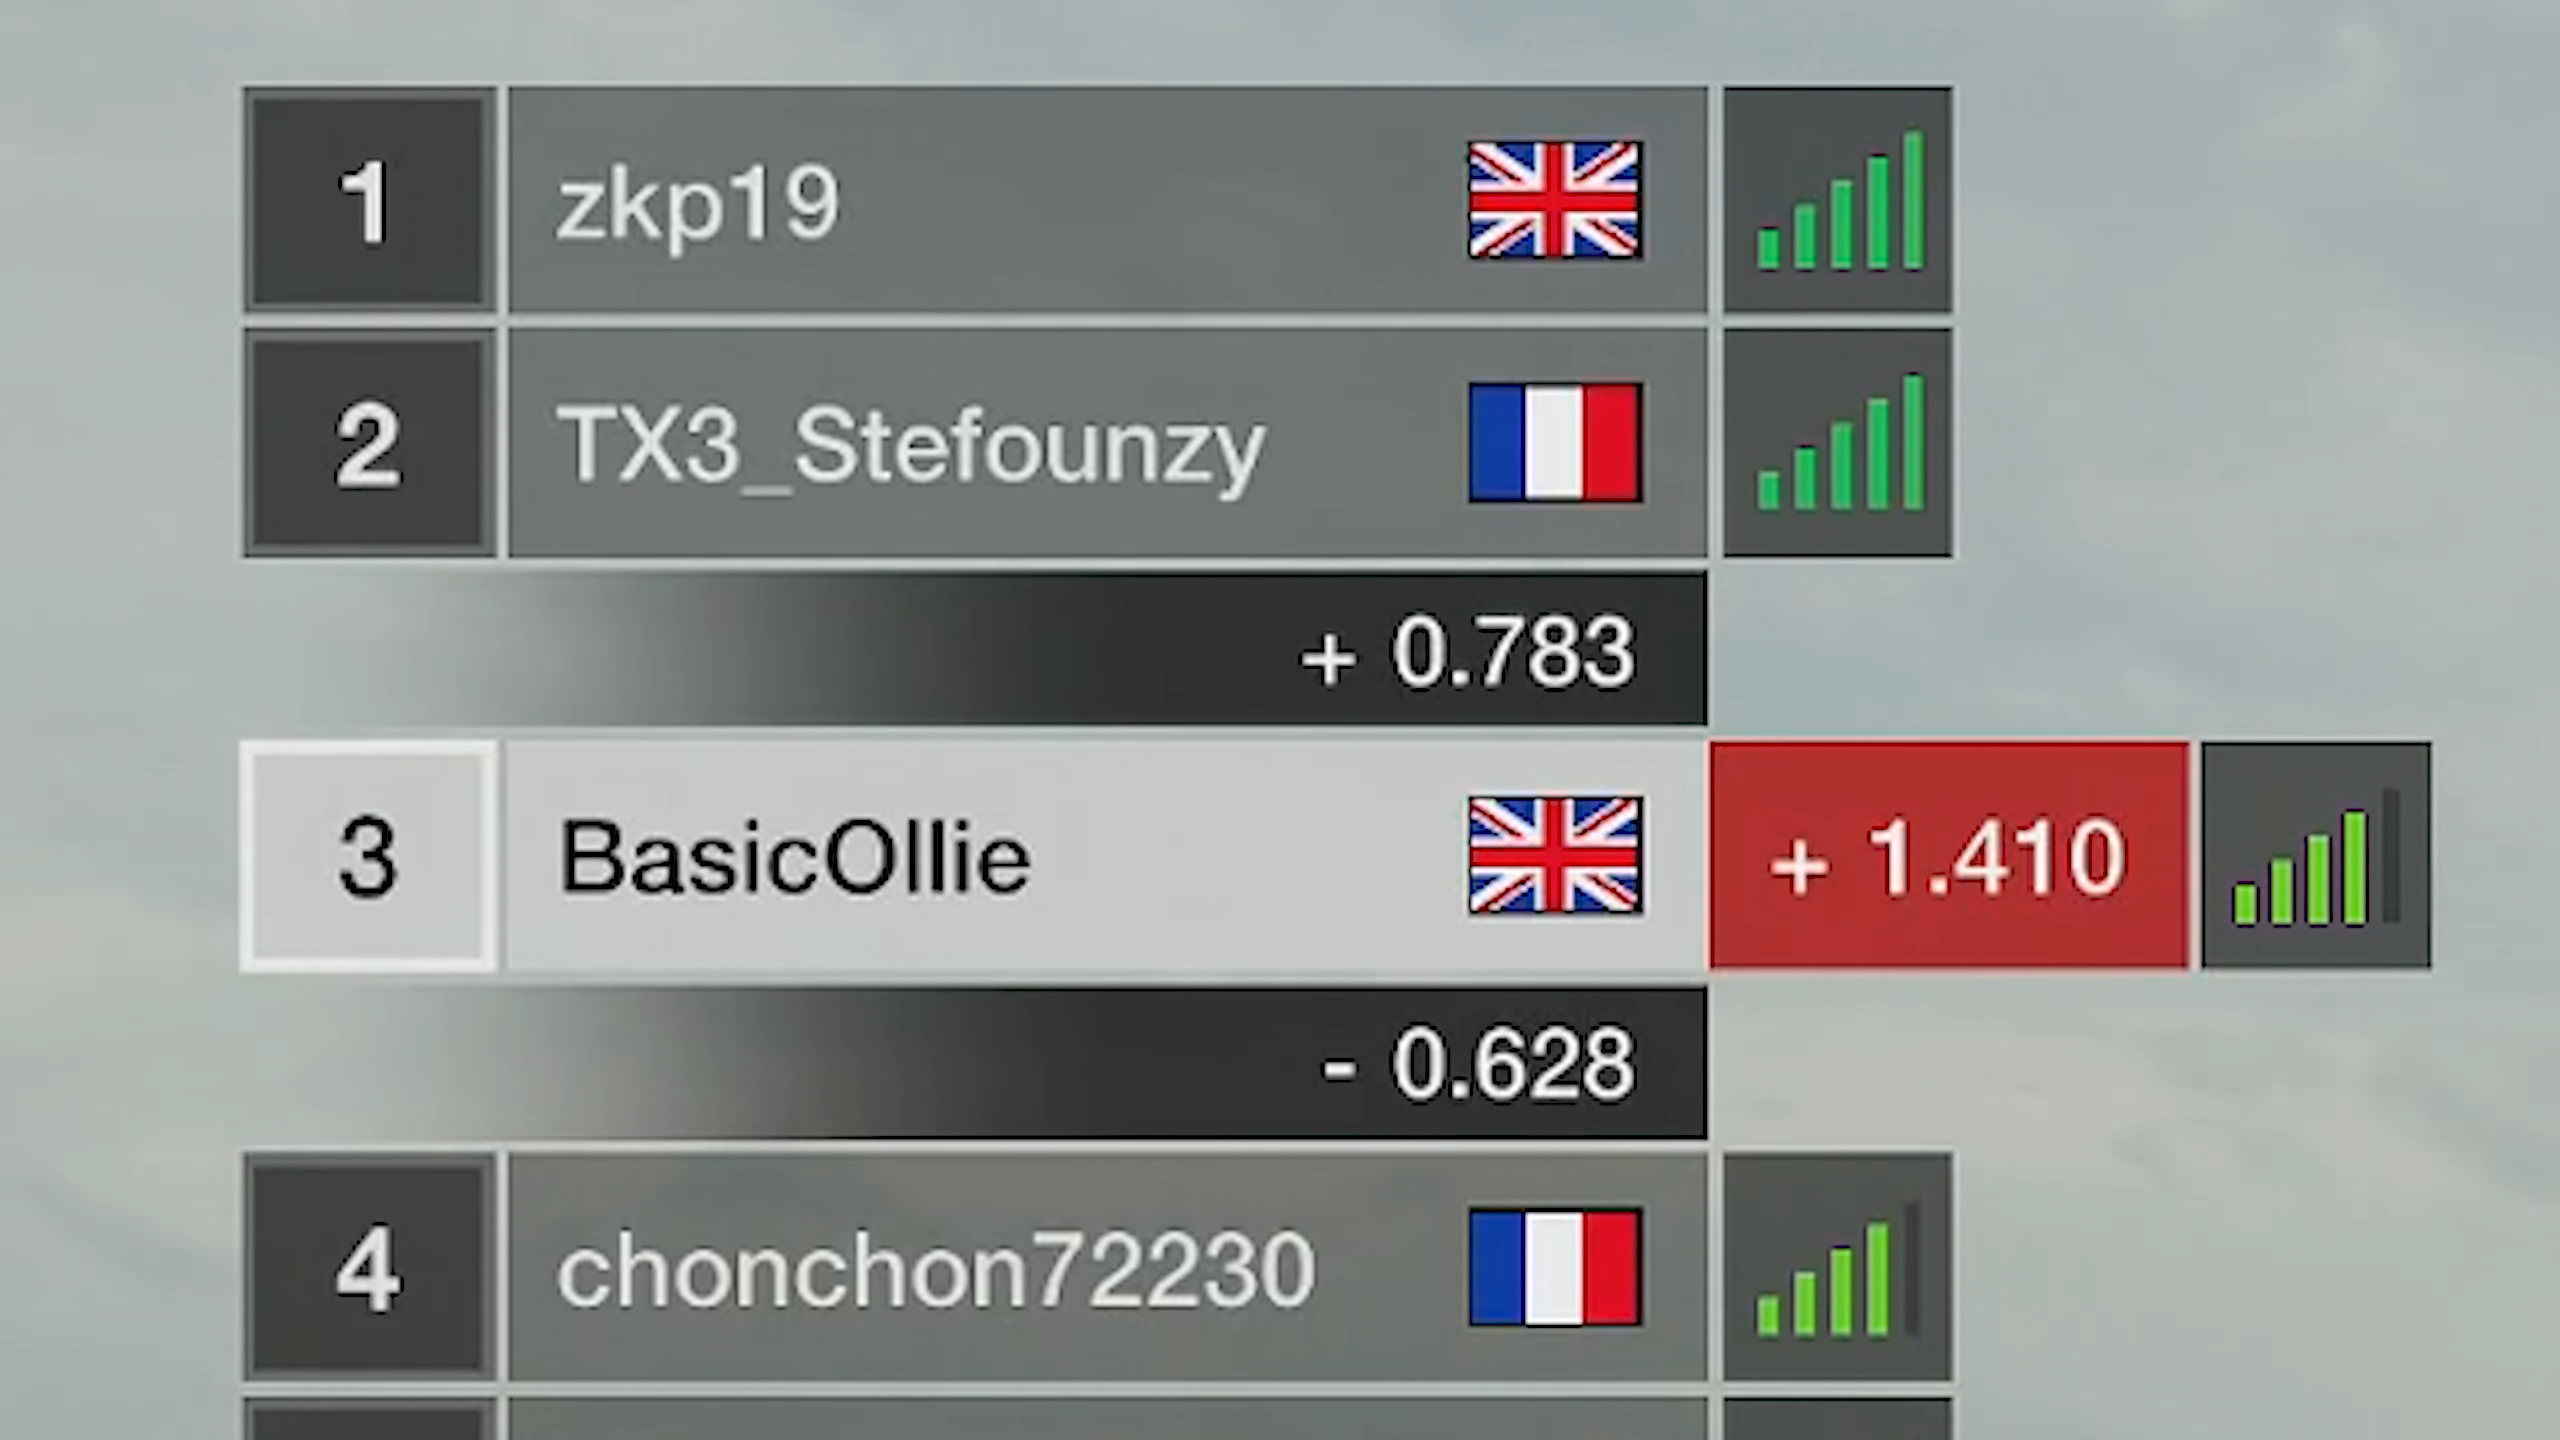 1 zkp19
2 TX3_Stefounzy
+ 0.783
3 BasicOllie + 1.410
- 0.628
4 chonchon72230